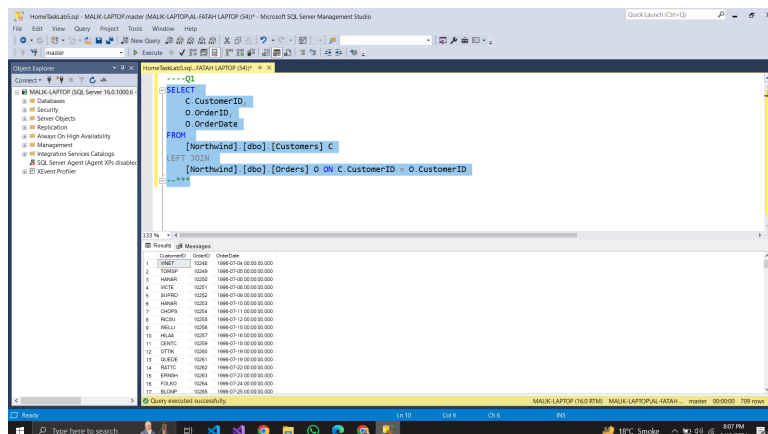 HomeTaskLab5.sql - MALIK-LAPTOP.master (MALIK-LAPTOP\AL-FATAH LAPTOP (54))* - Microsoft SQL Server Management Studio
Quick Launch (Ctrl+Q)
File Edit View Query Project Tools Window Help
New Query
master
Execute
Object Explorer
HomeTaskLab5.sql...FATAH LAPTOP (54))*
Connect
MALIK-LAPTOP (SQL Server 16.0.1000.6 -
Databases
Security
Server Objects
Replication
Always On High Availability
Management
Integration Services Catalogs
SQL Server Agent (Agent XPs disabled
XEvent Profiler
----Q1
SELECT
C.CustomerID,
O.OrderID,
O.OrderDate
FROM
[Northwind].[dbo].[Customers] C
LEFT JOIN
[Northwind].[dbo].[Orders] O ON C.CustomerID = O.CustomerID
--***
133 %
Results Messages
CustomerID OrderID OrderDate
1 VINET 10248 1996-07-04 00:00:00.000
2 TOMSP 10249 1996-07-05 00:00:00.000
3 HANAR 10250 1996-07-08 00:00:00.000
4 VICTE 10251 1996-07-08 00:00:00.000
5 SUPRD 10252 1996-07-09 00:00:00.000
6 HANAR 10253 1996-07-10 00:00:00.000
7 CHOPS 10254 1996-07-11 00:00:00.000
8 RICSU 10255 1996-07-12 00:00:00.000
9 WELLI 10256 1996-07-15 00:00:00.000
10 HILAA 10257 1996-07-16 00:00:00.000
11 CENTC 10259 1996-07-18 00:00:00.000
12 OTTIK 10260 1996-07-19 00:00:00.000
13 QUEDE 10261 1996-07-19 00:00:00.000
14 RATTC 10262 1996-07-22 00:00:00.000
15 ERNSH 10263 1996-07-23 00:00:00.000
16 FOLKO 10264 1996-07-24 00:00:00.000
17 BLONP 10265 1996-07-25 00:00:00.000
Query executed successfully.
MALIK-LAPTOP (16.0 RTM) MALIK-LAPTOP\AL-FATAH ... master 00:00:00 709 rows
Ready
Ln 10 Col 6 Ch 6 INS
Type here to search
18°C Smoke
8:07 PM